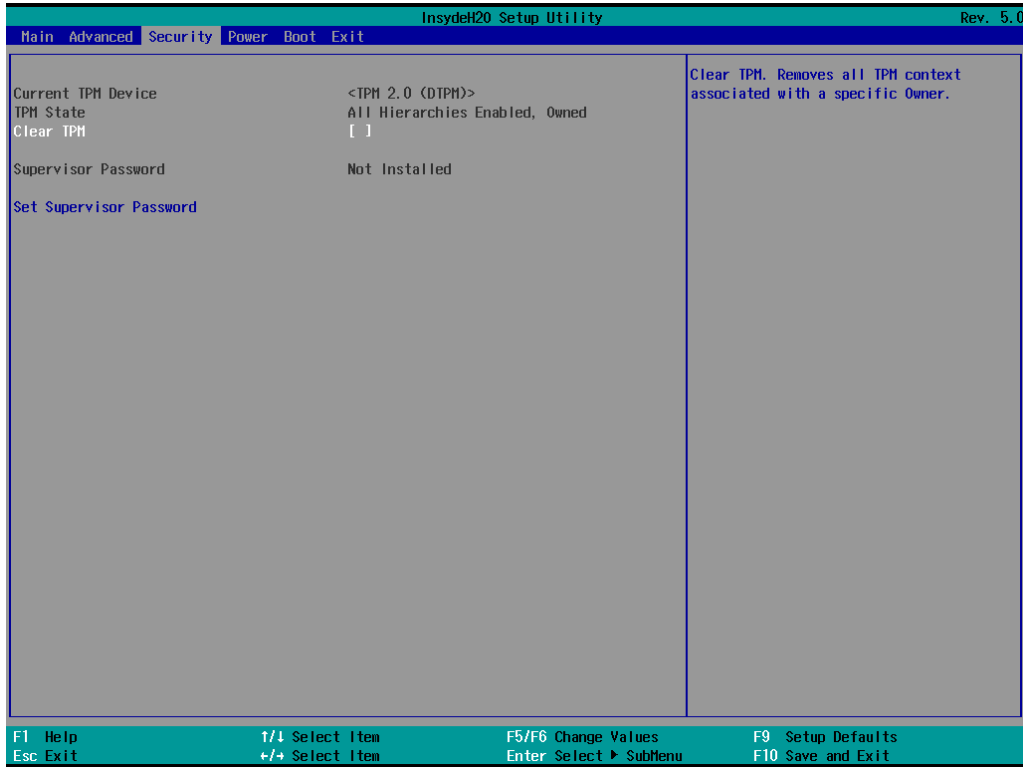 InsydeH2O Setup Utility Rev. 5.0
Main Advanced Security Power Boot Exit
Current TPM Device <TPM 2.0 (DTPM)>
TPM State All Hierarchies Enabled, Owned
Clear TPM [ ]
Supervisor Password Not Installed
Set Supervisor Password
Clear TPM. Removes all TPM context
associated with a specific Owner.
F1 Help ↑/↓ Select Item F5/F6 Change Values F9 Setup Defaults
Esc Exit ←/→ Select Item Enter Select ▶ SubMenu F10 Save and Exit